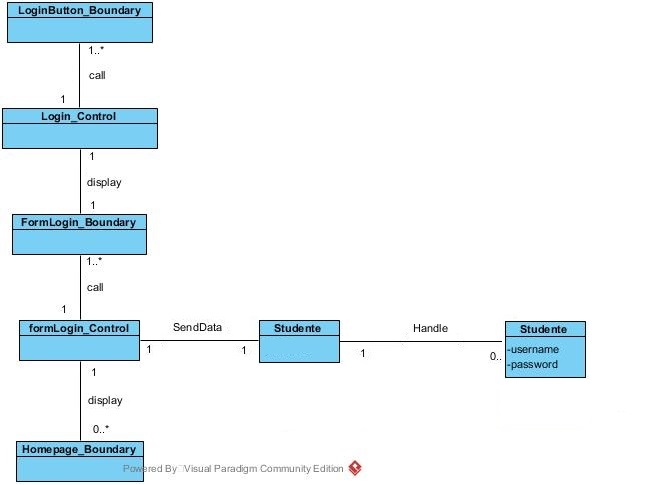 LoginButton_Boundary
1..*
call
1
Login_Control
1
display
1
FormLogin_Boundary
1..*
call
1
formLogin_Control
SendData
1
1
Studente
Handle
1
0..
Studente
-username
-password
1
display
0..*
Homepage_Boundary
Powered By Visual Paradigm Community Edition